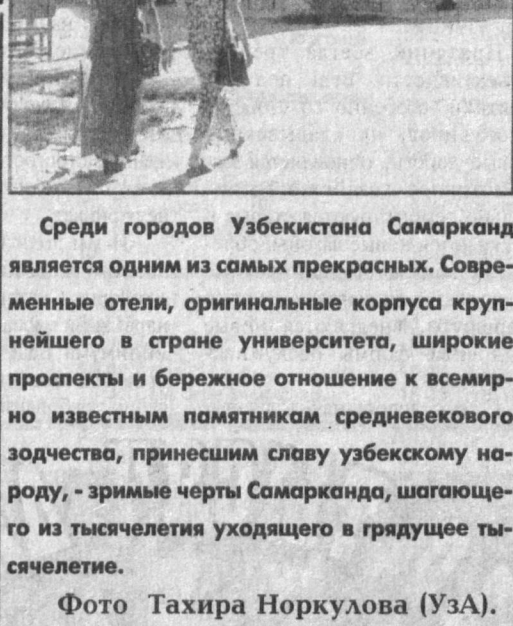 Среди городов Узбекистана Самарканд
является одним из самых прекрасных. Совре-
менные отели, оригинальные корпуса круп-
нейшего в стране университета, широкие
проспекты и бережное отношение к всемир-
но известным памятникам средневекового
зодчества, принесшим славу узбекскому на-
роду, - зримые черты Самарканда, шагающе-
го из тысячелетия уходящего в грядущее ты-
сячелетие.
Фото Тахира Норкулова (УзА).